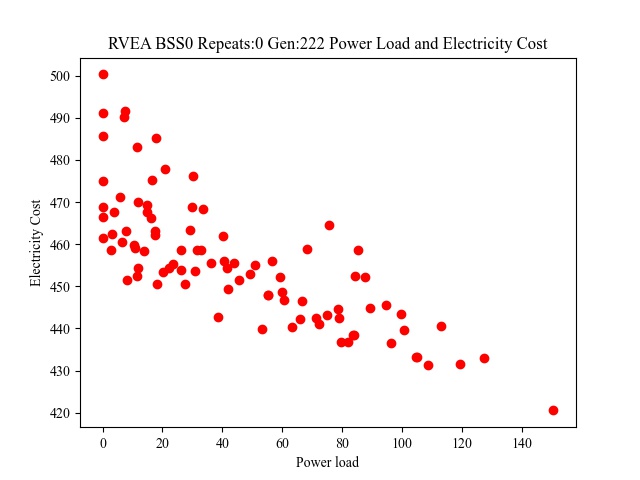 RVEA BSS0 Repeats:0 Gen:222 Power Load and Electricity Cost
500
490
480
470
460
450
440
430
420
Electricity Cost
0 20 40 60 80 100 120 140
Power load